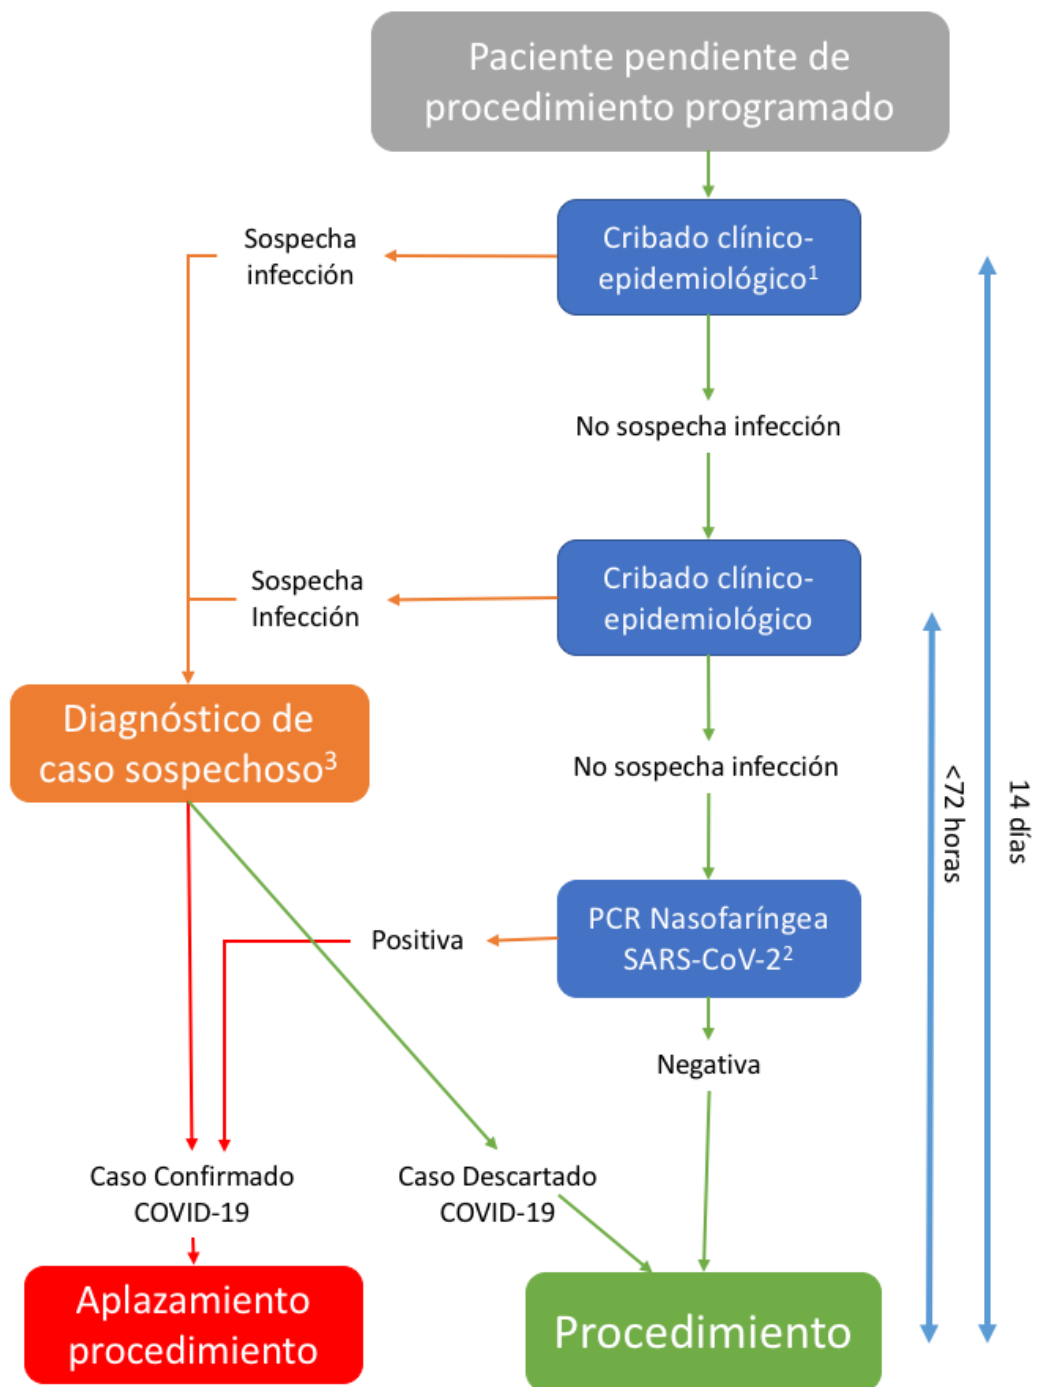 Paciente pendiente de
procedimiento programado
Cribado clínico-
epidemiológico¹
Sospecha
infección
No sospecha infección
Cribado clínico-
epidemiológico
Sospecha
Infección
Diagnóstico de
caso sospechoso³
No sospecha infección
<72 horas
14 días
PCR Nasofaríngea
SARS-CoV-2²
Positiva
Negativa
Caso Confirmado
COVID-19
Caso Descartado
COVID-19
Aplazamiento
procedimiento
Procedimiento